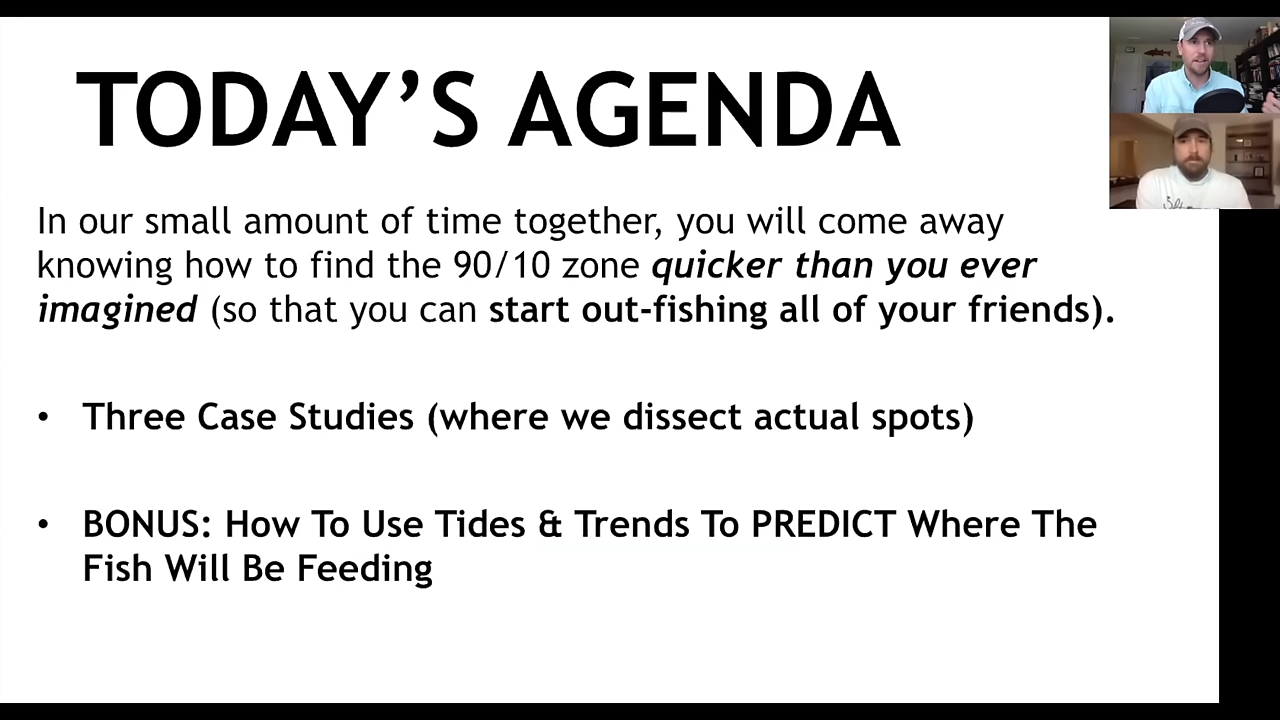 TODAY’S AGENDA
In our small amount of time together, you will come away
knowing how to find the 90/10 zone quicker than you ever
imagined (so that you can start out-fishing all of your friends).
• Three Case Studies (where we dissect actual spots)
• BONUS: How To Use Tides & Trends To PREDICT Where The
Fish Will Be Feeding